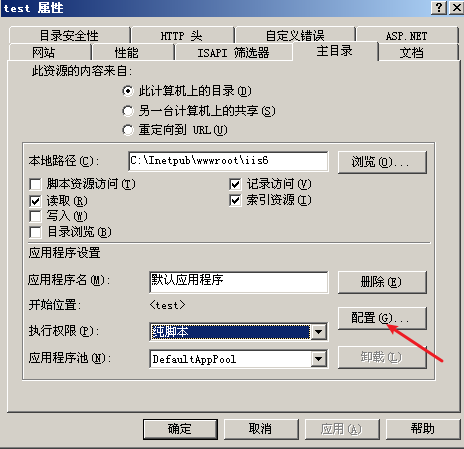 test 属性
目录安全性 HTTP 头 自定义错误 ASP.NET
网站 性能 ISAPI 筛选器 主目录 文档
此资源的内容来自:
此计算机上的目录(D)
另一台计算机上的共享(S)
重定向到 URL(U)
本地路径(C): C:\Inetpub\wwwroot\iis6 浏览(O)...
脚本资源访问(T) 记录访问(V)
读取(R) 索引资源(I)
写入(W)
目录浏览(B)
应用程序设置
应用程序名(M): 默认应用程序 删除(E)
开始位置: <test>
配置(G)...
执行权限(P): 纯脚本
应用程序池(N): DefaultAppPool 卸载(L)
确定 取消 应用(A) 帮助